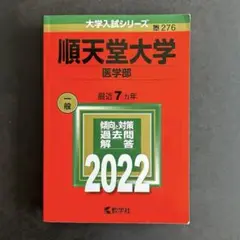 大学入試シリーズ 276
順天堂大学
医学部
最近7ヵ年
一般
傾向と対策
過去問
解答
2022
教学社